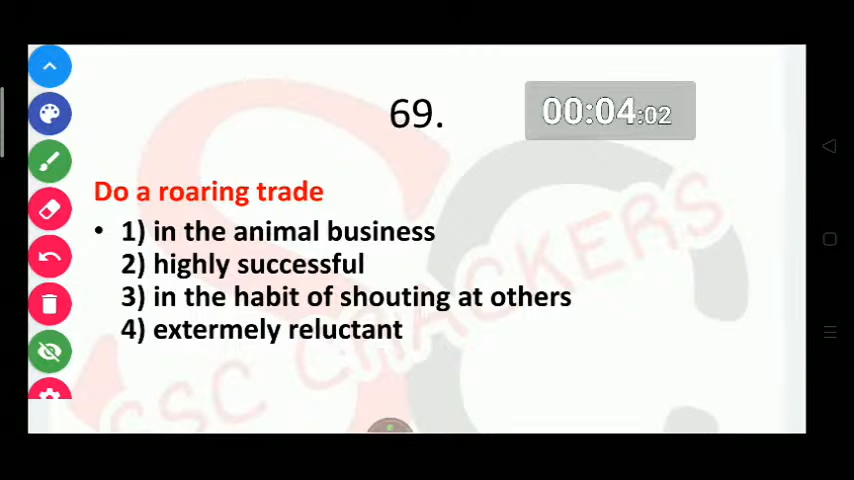 69.
00:04:02
Do a roaring trade
• 1) in the animal business
2) highly successful
3) in the habit of shouting at others
4) extermely reluctant
SSC CRACKERS